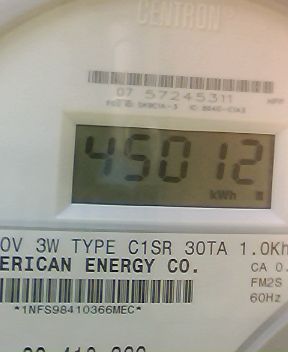 CENTRON
07 57245311
45012
kWh
0V 3W TYPE C1SR 30TA 1.0Kh
ERICAN ENERGY CO.
CA 0.
FM2S
60Hz
*1NFS98410366MEC*